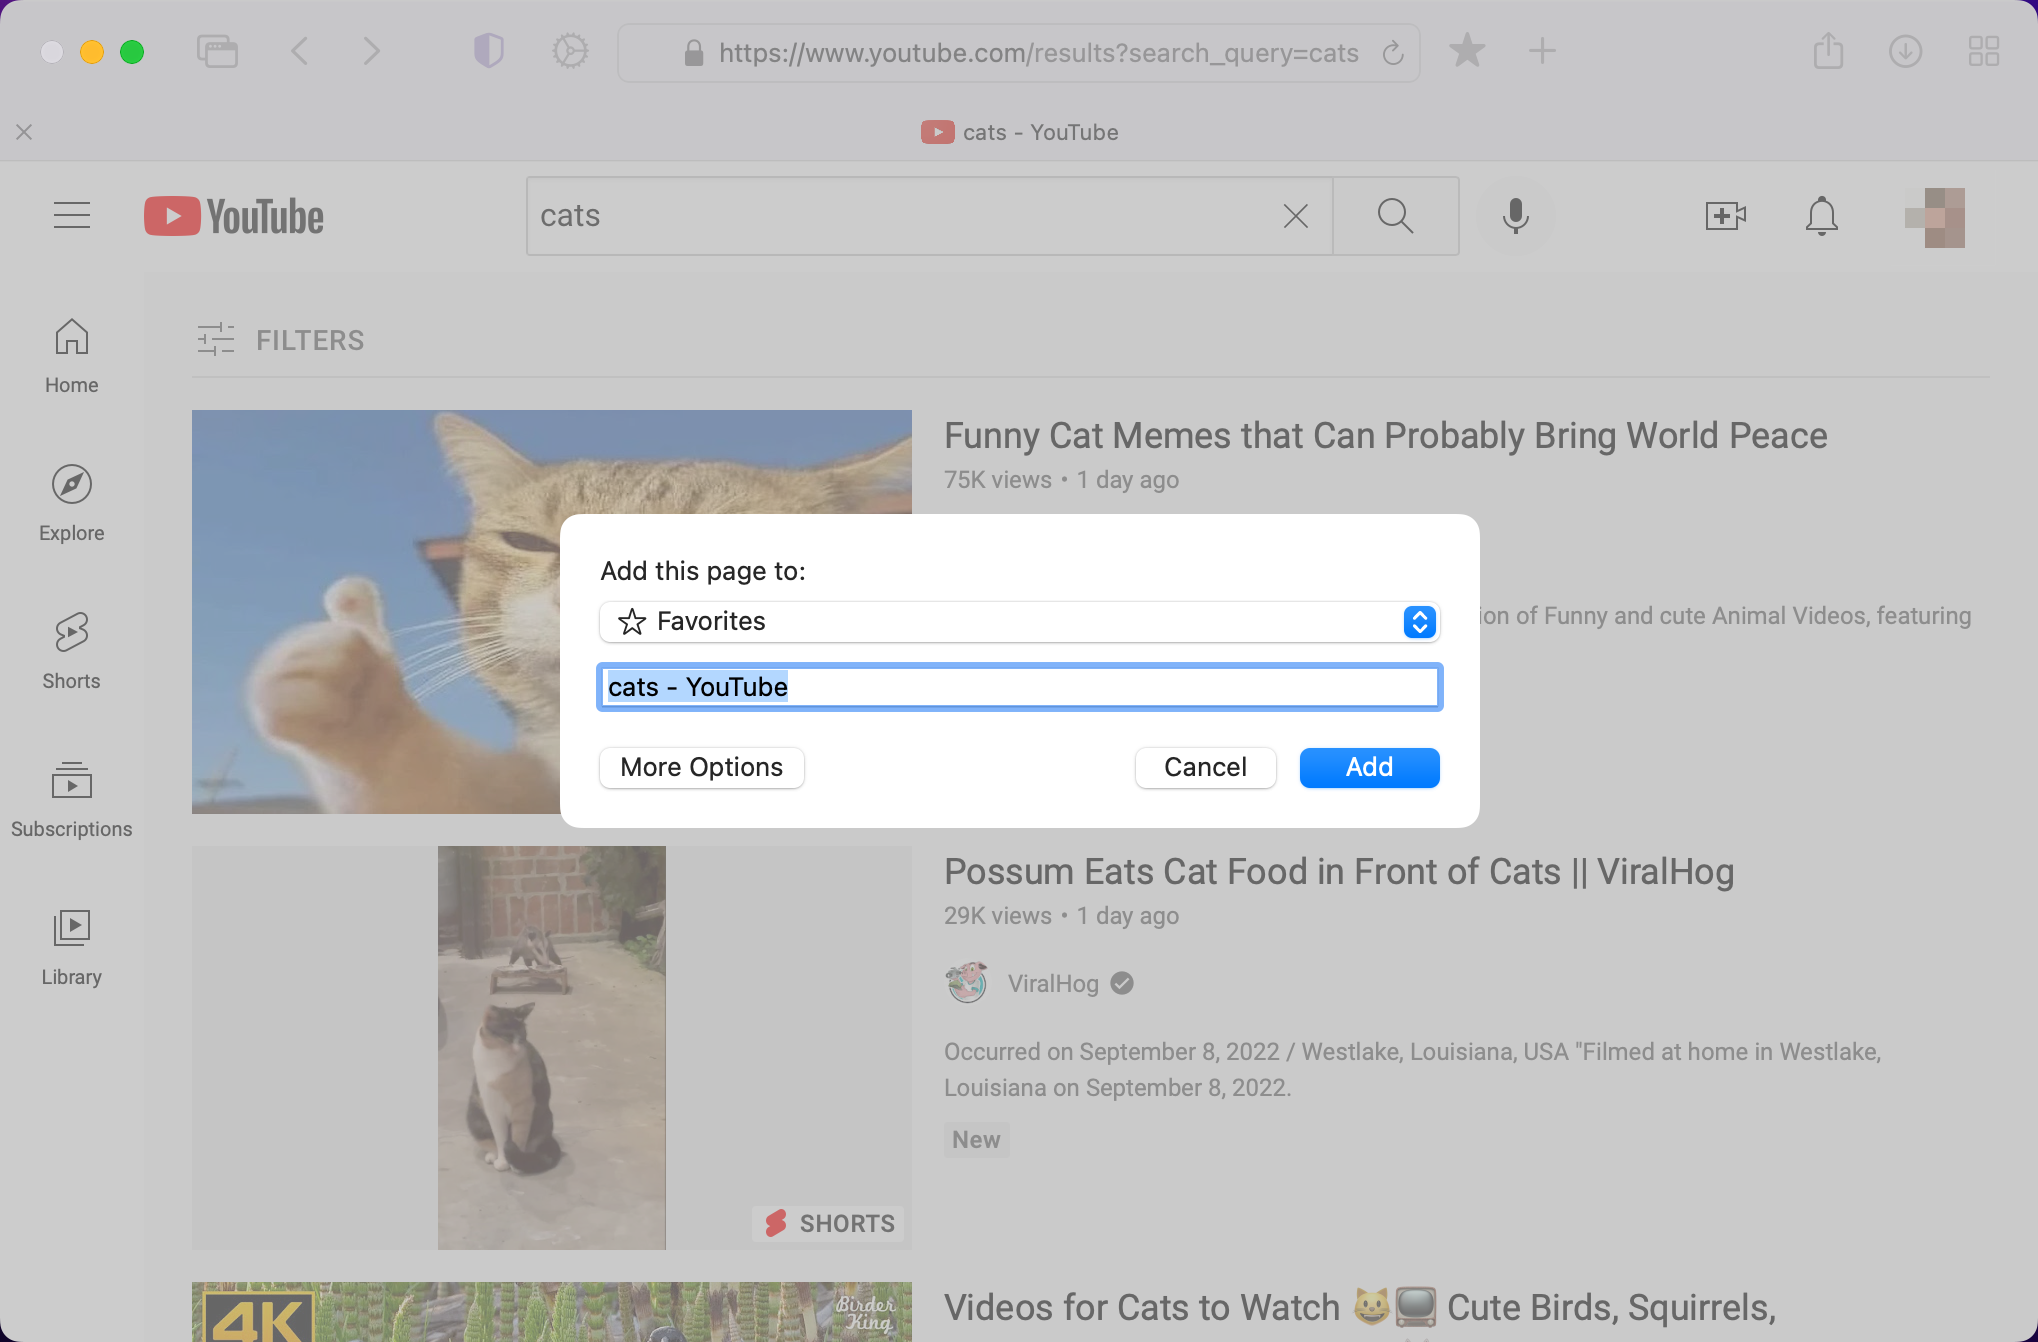 https://www.youtube.com/results?search_query=cats
cats - YouTube
YouTube
cats
FILTERS
Home
Explore
Shorts
Subscriptions
Library
Funny Cat Memes that Can Probably Bring World Peace
75K views • 1 day ago
ion of Funny and cute Animal Videos, featuring
Add this page to:
Favorites
cats - YouTube
More Options
Cancel
Add
Possum Eats Cat Food in Front of Cats || ViralHog
29K views • 1 day ago
ViralHog
Occurred on September 8, 2022 / Westlake, Louisiana, USA "Filmed at home in Westlake,
Louisiana on September 8, 2022.
New
SHORTS
4K
Birder
King
Videos for Cats to Watch 😺📺 Cute Birds, Squirrels,